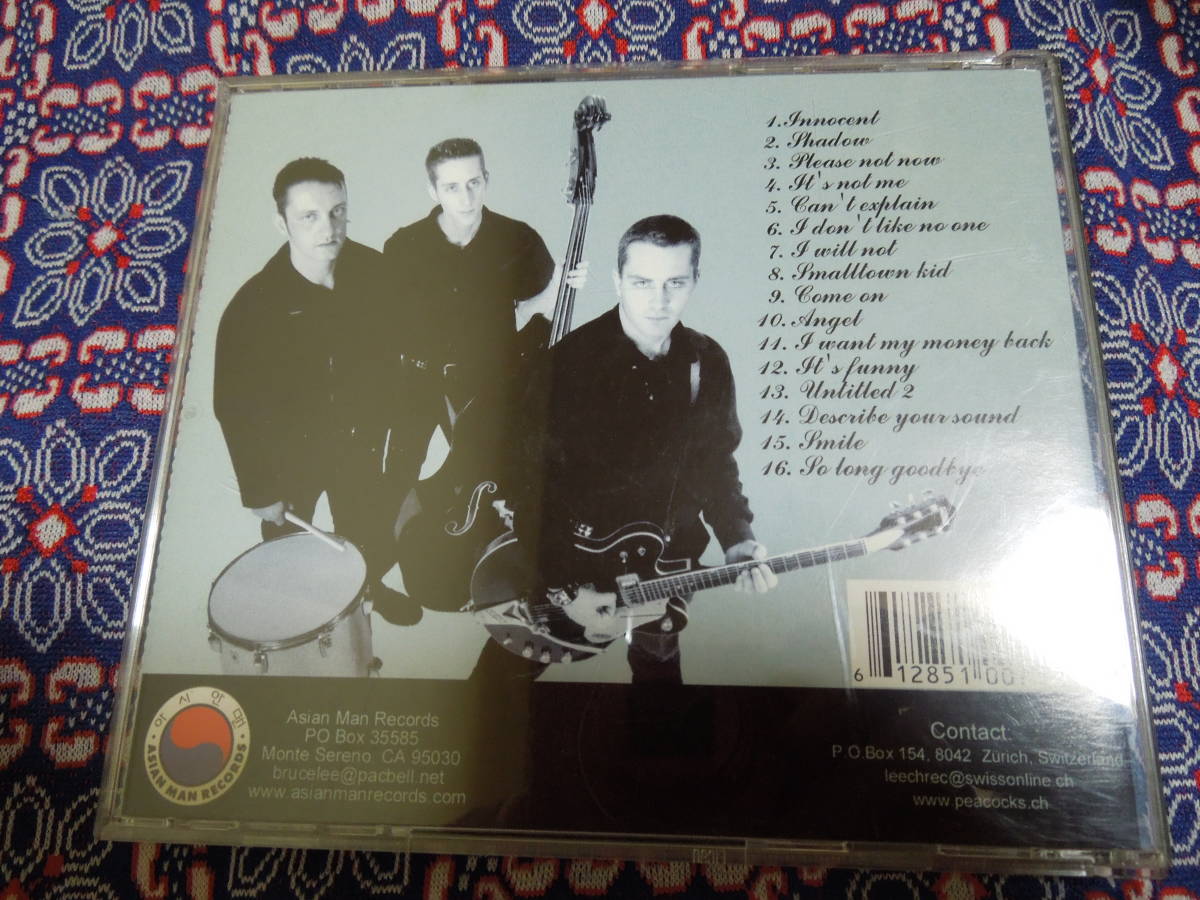 1. Innocent
2. Shadow
3. Please not now
4. It's not me
5. Can't explain
6. I don't like no one
7. I will not
8. Smalltown kid
9. Come on
10. Angel
11. I want my money back
12. It's funny
13. Untitled 2
14. Describe your sound
15. Smile
16. So long goodbye
6 12851 00
아시안맨
ASIAN MAN RECORDS
Asian Man Records
PO Box 35585
Monte Sereno CA 95030
brucelee@pacbell.net
www.asianmanrecords.com
Contact:
P.O.Box 154, 8042 Zürich, Switzerland
leechrec@swissonline.ch
www.peacocks.ch